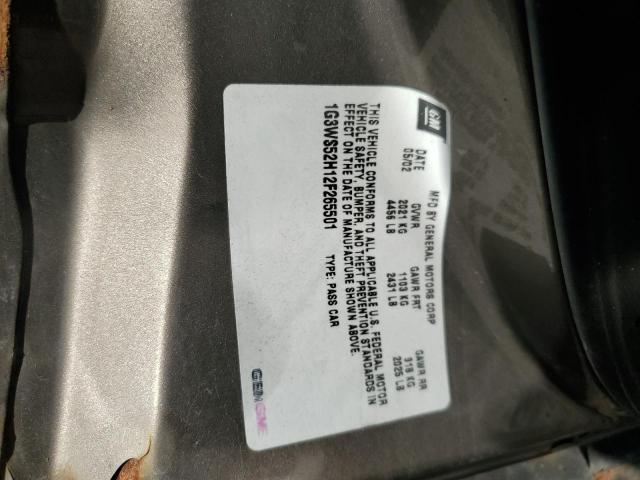 GM
MFD BY GENERAL MOTORS CORP
DATE GVWR GAWR FRT GAWR RR
05/02 2021 KG 1103 KG 918 KG
4456 LB 2431 LB 2025 LB
THIS VEHICLE CONFORMS TO ALL APPLICABLE U.S. FEDERAL MOTOR
VEHICLE SAFETY, BUMPER, AND THEFT PREVENTION STANDARDS IN
EFFECT ON THE DATE OF MANUFACTURE SHOWN ABOVE.
1G3WS52H12F265501 TYPE: PASS CAR